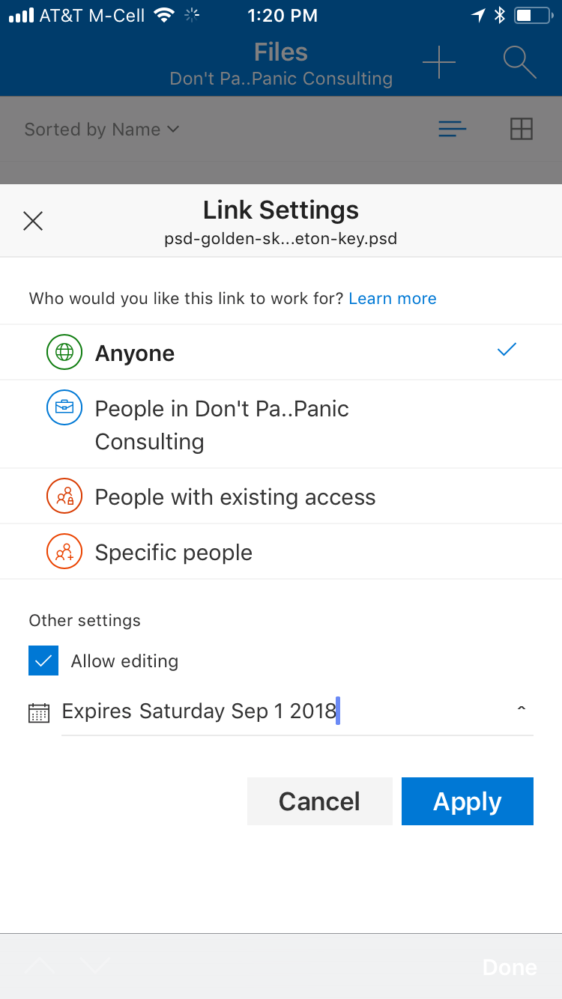 AT&T M-Cell 1:20 PM
Files
Don't Pa..Panic Consulting
Sorted by Name
Link Settings
psd-golden-sk...eton-key.psd
Who would you like this link to work for? Learn more
Anyone
People in Don't Pa..Panic
Consulting
People with existing access
Specific people
Other settings
Allow editing
Expires Saturday Sep 1 2018
Cancel Apply
Done